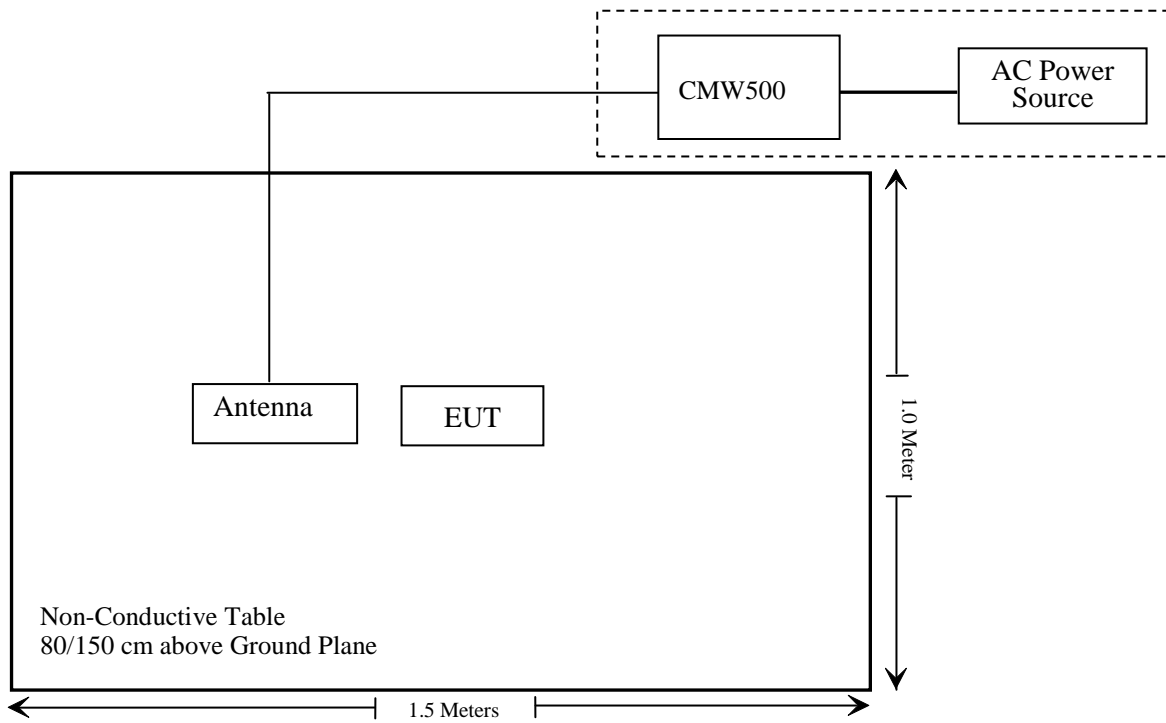 CMW500
AC Power
Source
Antenna
EUT
1.0 Meter
Non-Conductive Table
80/150 cm above Ground Plane
1.5 Meters